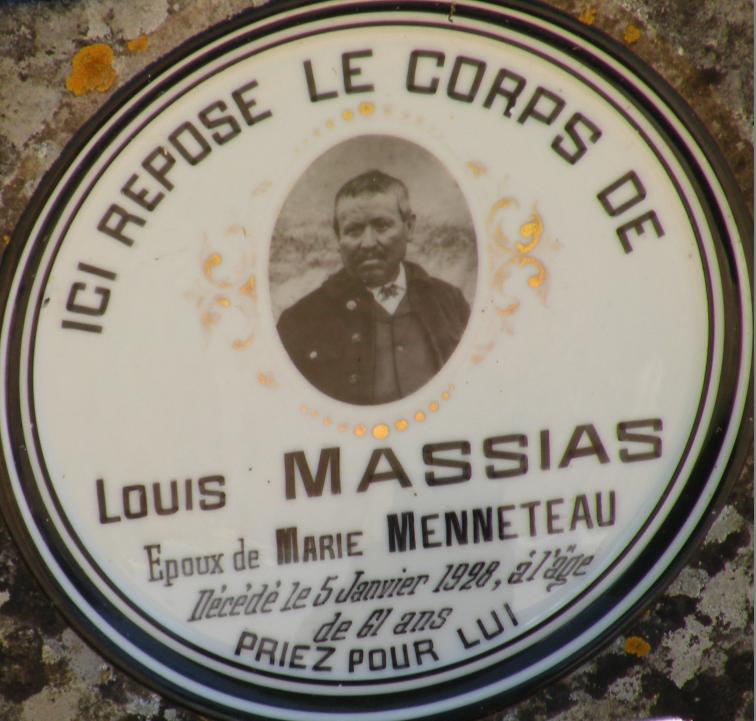 ICI REPOSE LE CORPS DE
LOUIS MASSIAS
Epoux de MARIE MENNETEAU
Décédé le 5 Janvier 1928, à l'âge
de 61 ans
PRIEZ POUR LUI